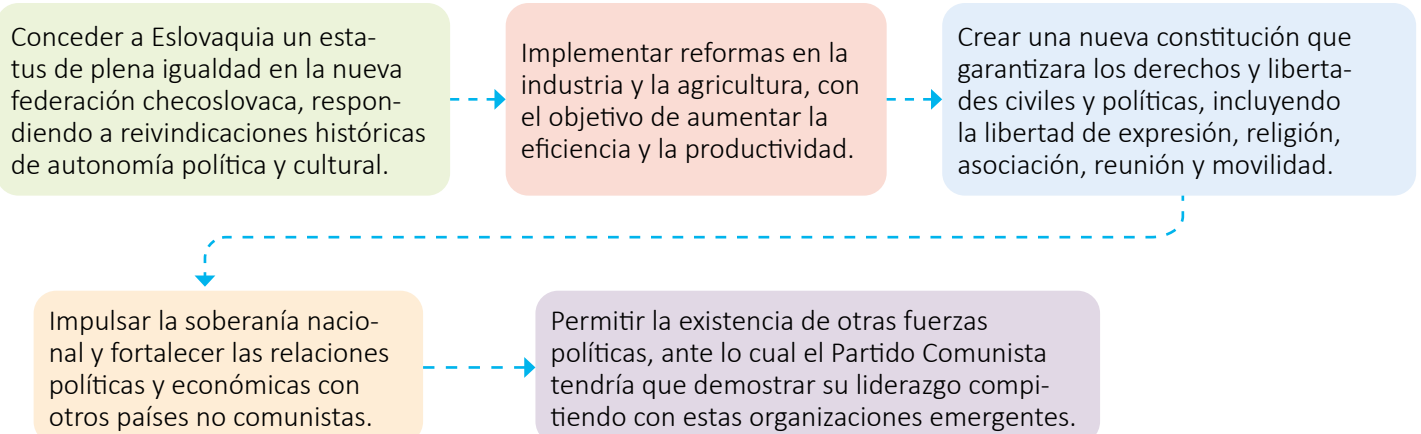 Conceder a Eslovaquia un esta-
tus de plena igualdad en la nueva
federación checoslovaca, respon-
diendo a reivindicaciones históricas
de autonomía política y cultural.
Implementar reformas en la
industria y la agricultura, con
el objetivo de aumentar la
eficiencia y la productividad.
Crear una nueva constitución que
garantizara los derechos y liberta-
des civiles y políticas, incluyendo
la libertad de expresión, religión,
asociación, reunión y movilidad.
Impulsar la soberanía nacio-
nal y fortalecer las relaciones
políticas y económicas con
otros países no comunistas.
Permitir la existencia de otras fuerzas
políticas, ante lo cual el Partido Comunista
tendría que demostrar su liderazgo compi-
tiendo con estas organizaciones emergentes.